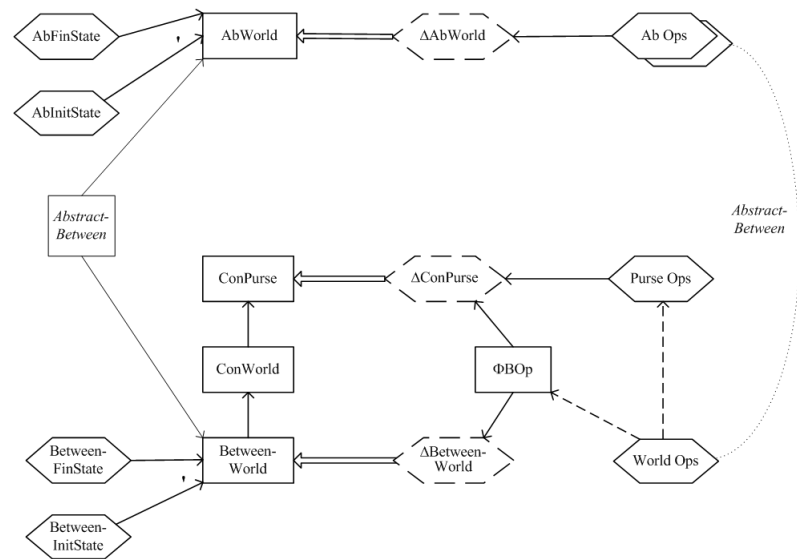 AbFinState
AbWorld
ΔAbWorld
Ab Ops
'
AbInitState
Abstract-
Between
Abstract-
Between
ConPurse
ΔConPurse
Purse Ops
ConWorld
ΦBOp
Between-
FinState
Between-
World
ΔBetween-
World
World Ops
'
Between-
InitState